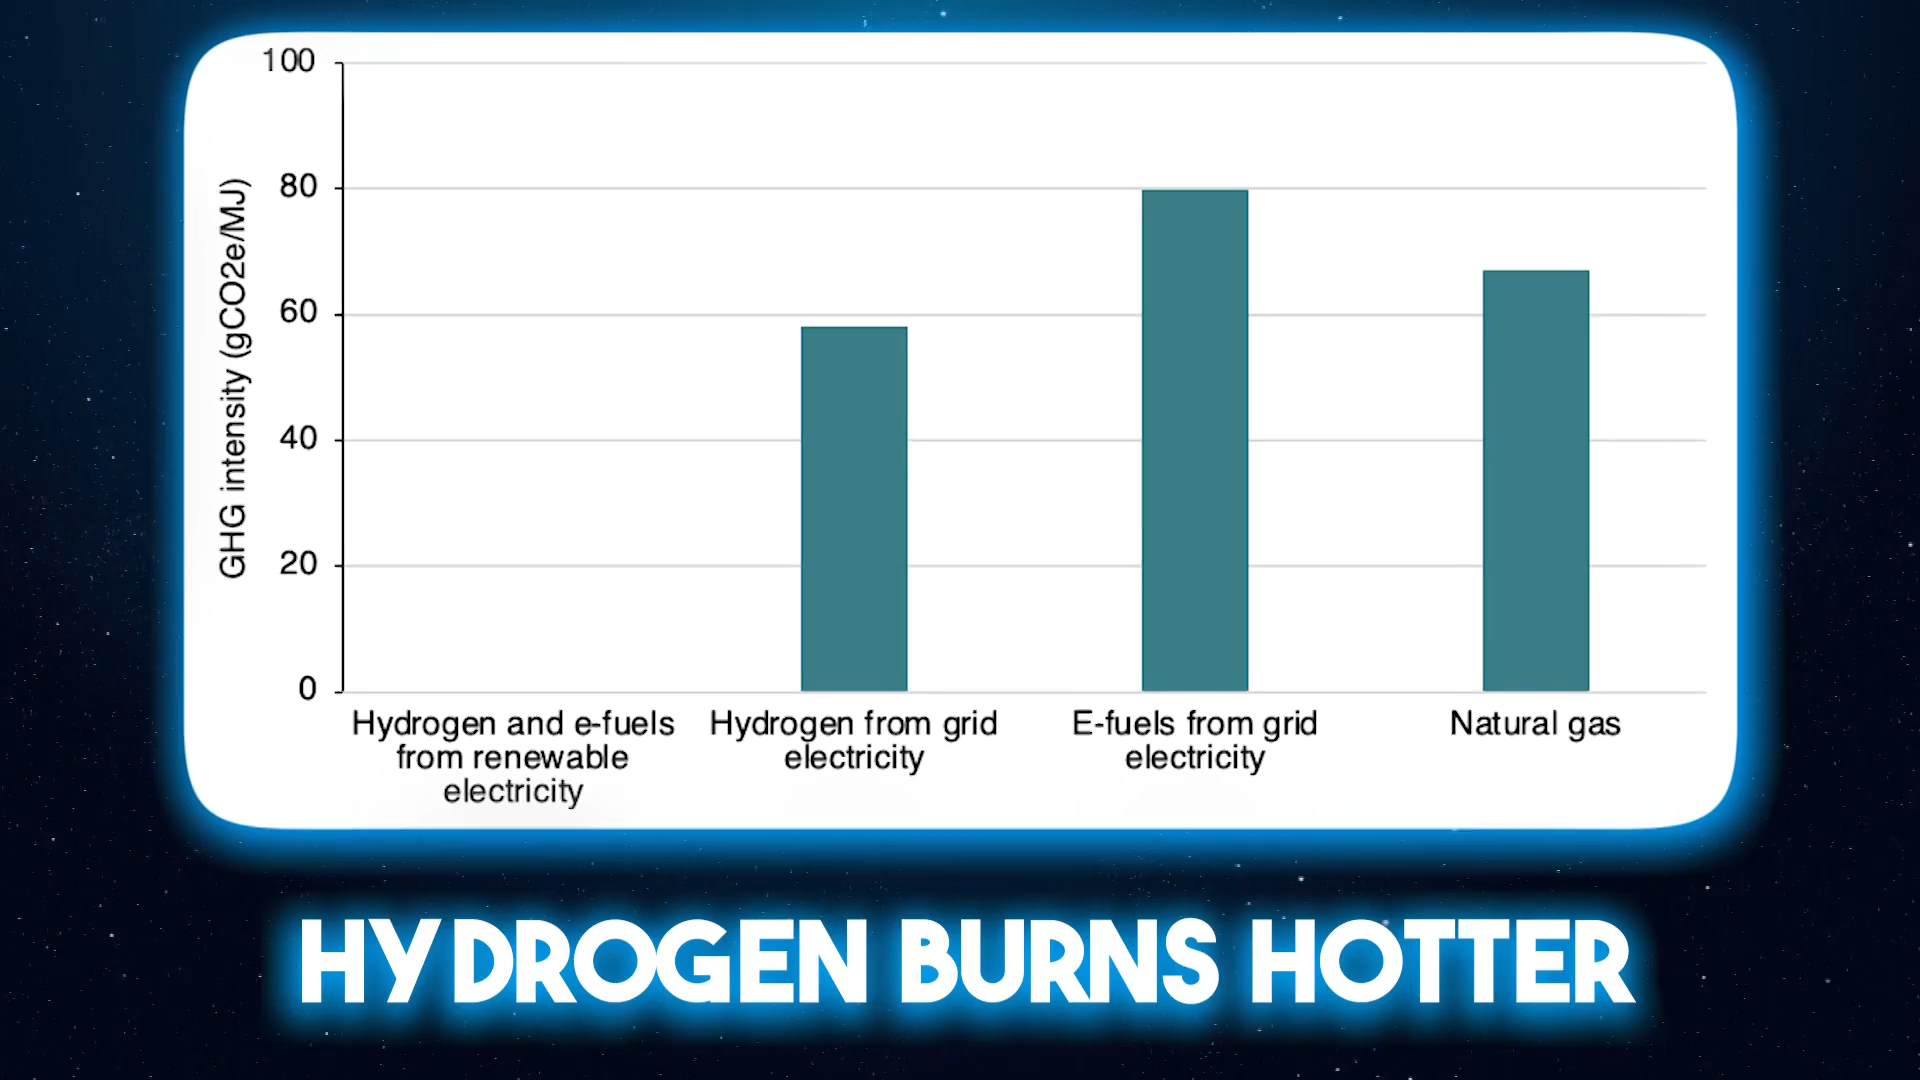 100
80
60
40
20
0
GHG intensity (gCO2e/MJ)
Hydrogen and e-fuels
from renewable
electricity
Hydrogen from grid
electricity
E-fuels from grid
electricity
Natural gas
HYDROGEN BURNS HOTTER